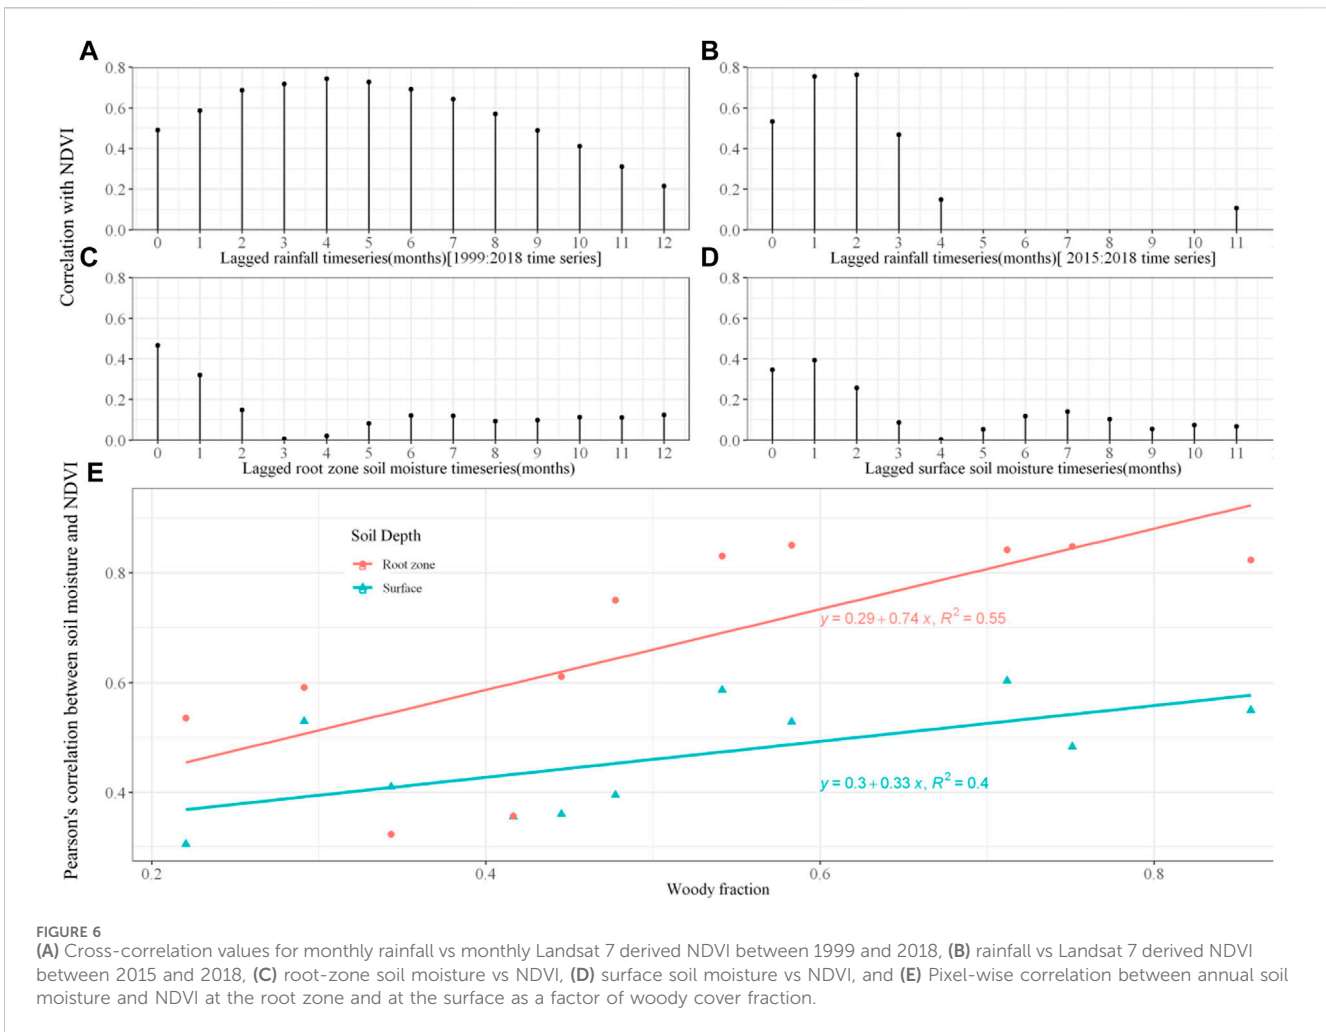 A
B
Correlation with NDVI
0.8
0.6
0.4
0.2
0.0
0 1 2 3 4 5 6 7 8 9 10 11 12
Lagged rainfall timeseries(months)[1999:2018 time series]
0.8
0.6
0.4
0.2
0.0
0 1 2 3 4 5 6 7 8 9 10 11
Lagged rainfall timeseries(months)[ 2015:2018 time series]
C
D
0.8
0.6
0.4
0.2
0.0
0 1 2 3 4 5 6 7 8 9 10 11 12
Lagged root zone soil moisture timeseries(months)
0.8
0.6
0.4
0.2
0.0
0 1 2 3 4 5 6 7 8 9 10 11
Lagged surface soil moisture timeseries(months)
E
Pearson's correlation between soil moisture and NDVI
0.8
0.6
0.4
Soil Depth
Root zone
Surface
y = 0.29 + 0.74 x, R² = 0.55
y = 0.3 + 0.33 x, R² = 0.4
0.2 0.4 0.6 0.8
Woody fraction
FIGURE 6
(A) Cross-correlation values for monthly rainfall vs monthly Landsat 7 derived NDVI between 1999 and 2018, (B) rainfall vs Landsat 7 derived NDVI
between 2015 and 2018, (C) root-zone soil moisture vs NDVI, (D) surface soil moisture vs NDVI, and (E) Pixel-wise correlation between annual soil
moisture and NDVI at the root zone and at the surface as a factor of woody cover fraction.